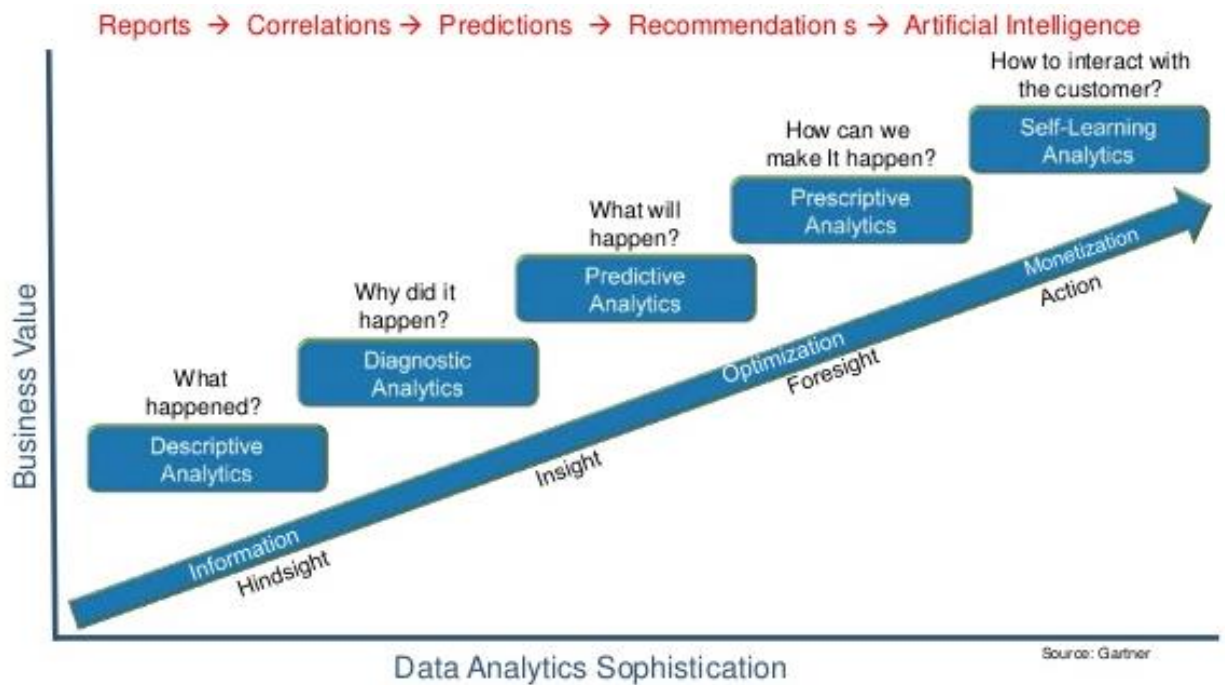 Reports → Correlations → Predictions → Recommendation s → Artificial Intelligence
How to interact with
the customer?
Self-Learning
Analytics
How can we
make It happen?
Prescriptive
Analytics
What will
happen?
Predictive
Analytics
Why did it
happen?
Diagnostic
Analytics
What
happened?
Descriptive
Analytics
Information
Hindsight
Insight
Optimization
Foresight
Monetization
Action
Business Value
Data Analytics Sophistication
Source: Gartner